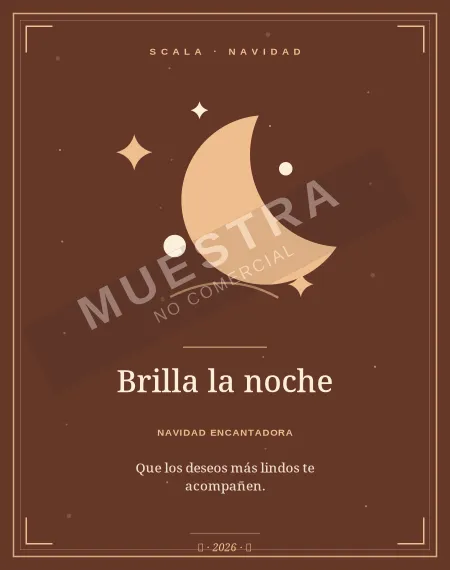 SCALA · NAVIDAD
MUESTRA
NO COMERCIAL
Brilla la noche
NAVIDAD ENCANTADORA
Que los deseos más lindos te
acompañen.
· 2026 ·